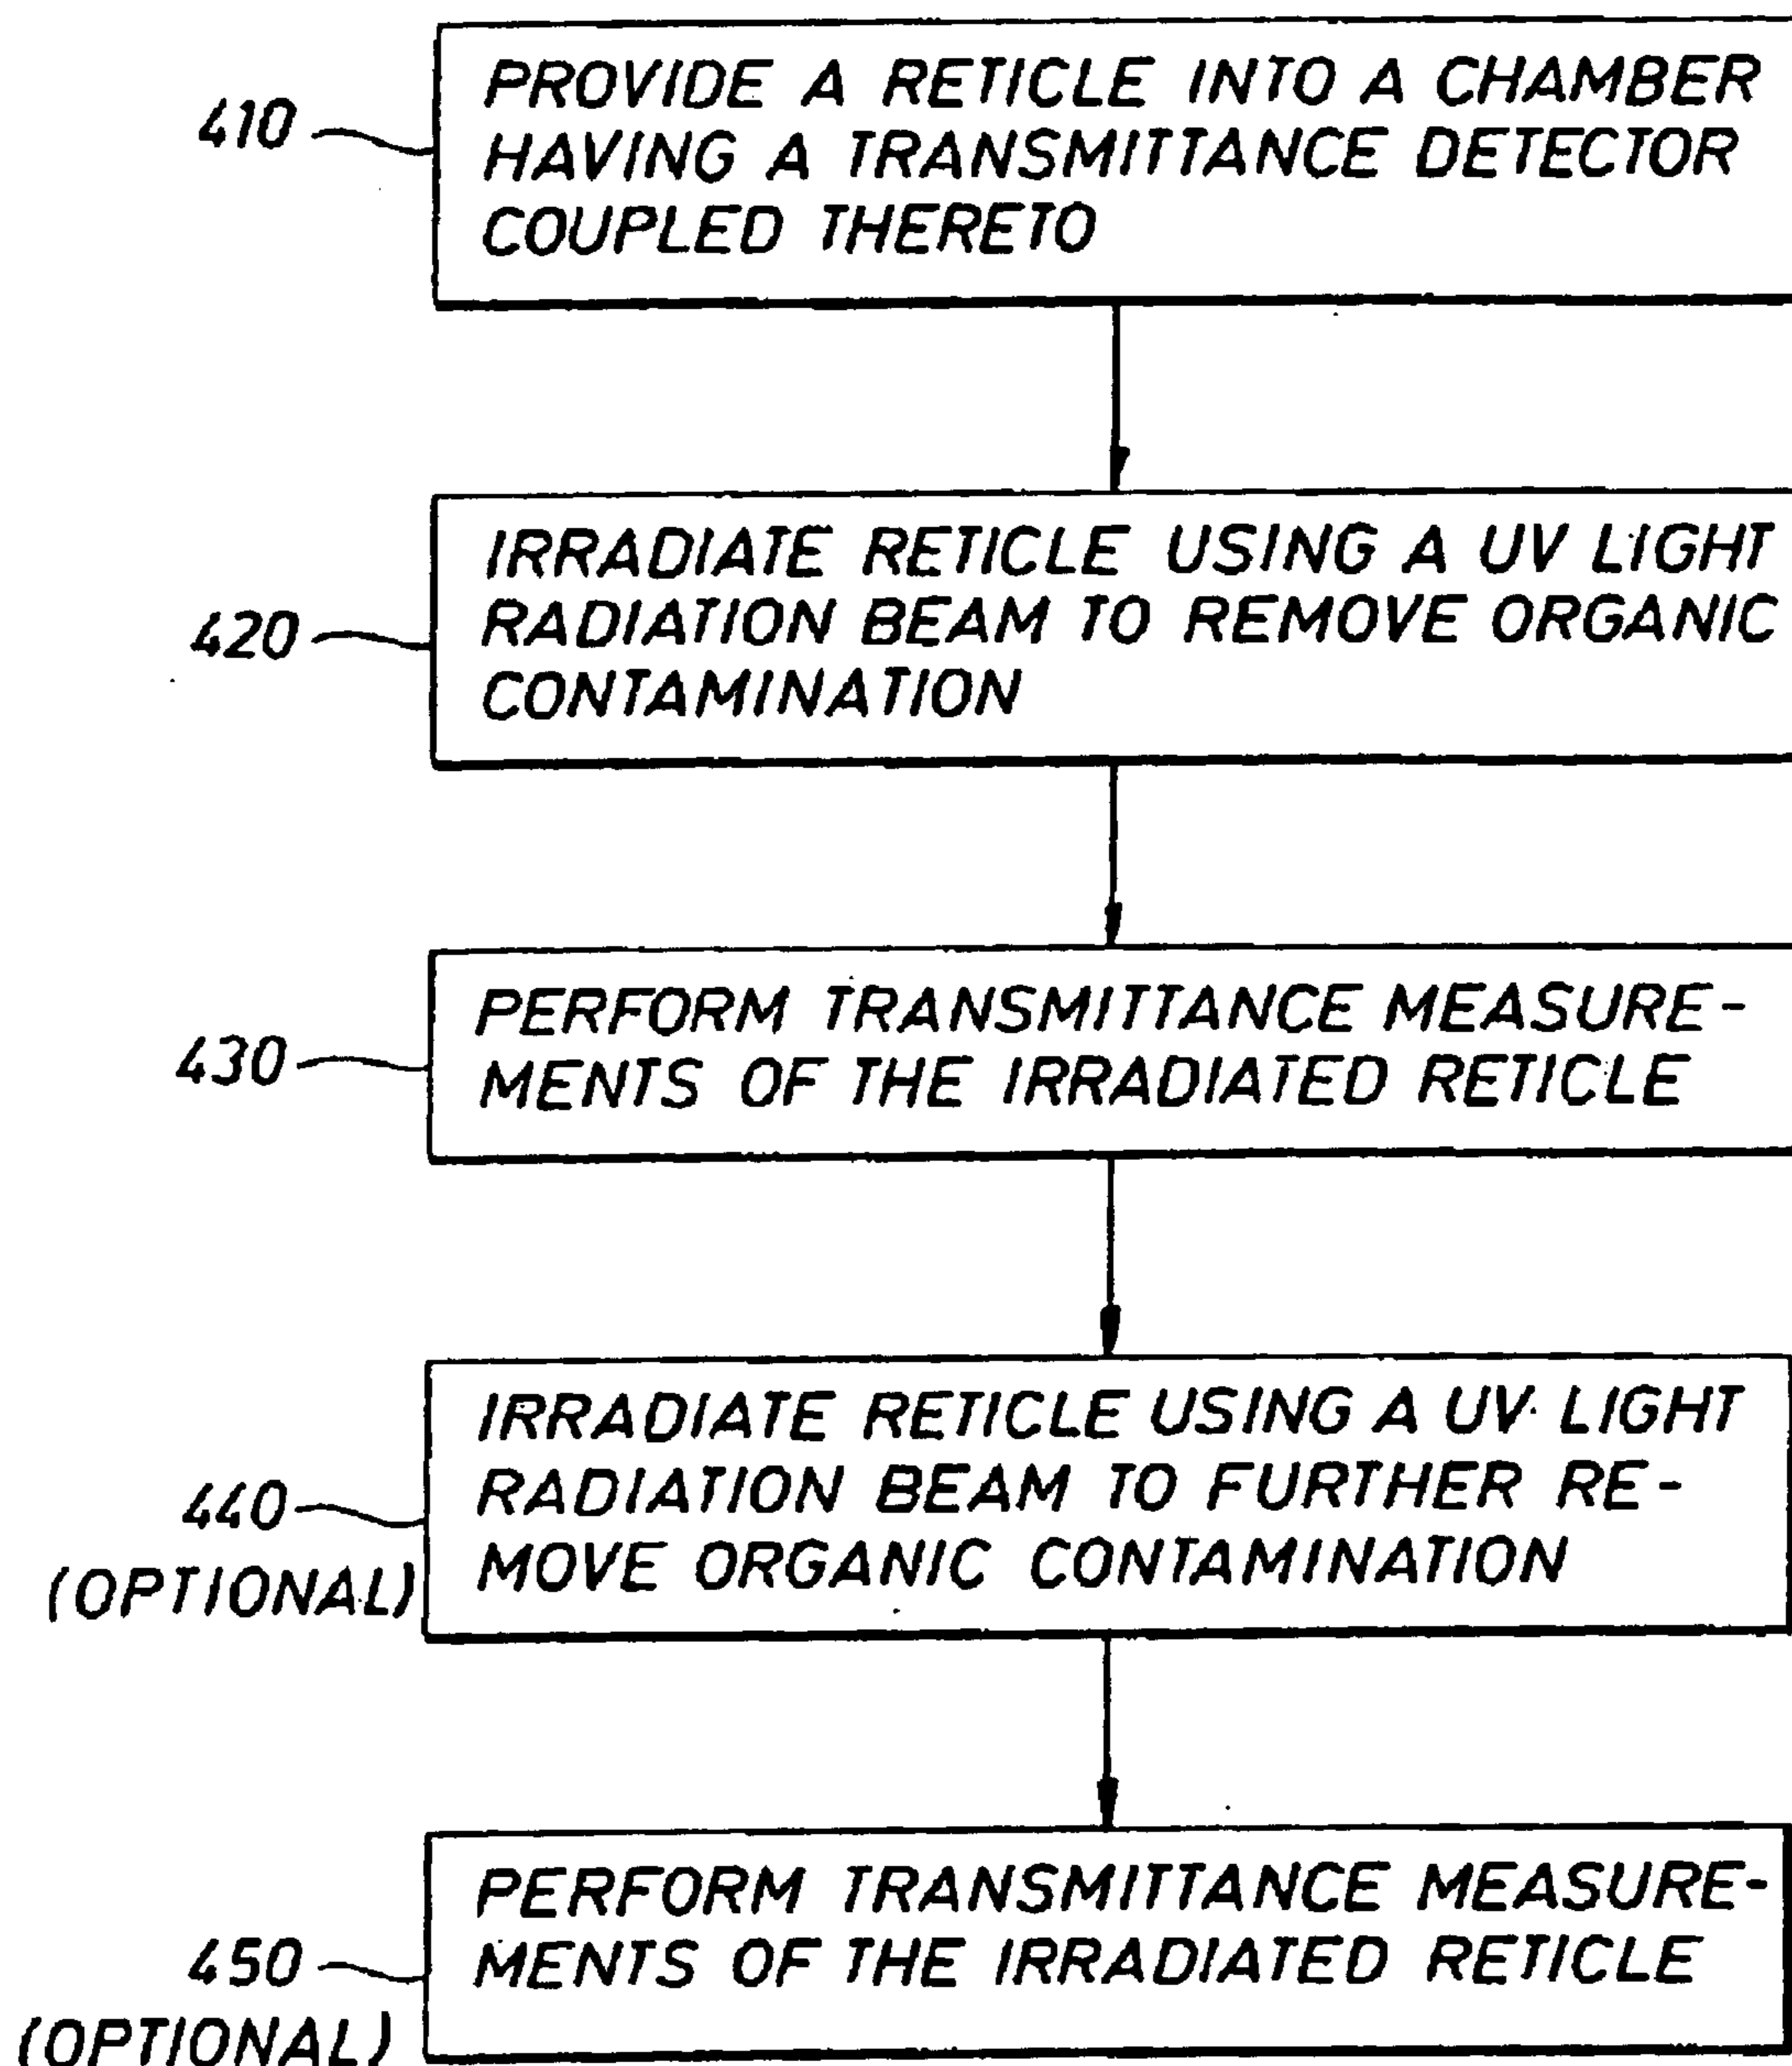 PROVIDE A RETICLE INTO A CHAMBER
410
HAVING A TRANSMITTANCE DETECTOR
COUPLED THERETO
IRRADIATE RETICLE USING A UV LIGHT
420
RADIATION BEAM TO REMOVE ORGANIC
CONTAMINATION
PERFORM TRANSMITTANCE MEASURE-
430
MENTS OF THE IRRADIATED RETICLE
IRRADIATE RETICLE USING A UV LIGHT
RADIATION BEAM TO FURTHER RE-
440
MOVE ORGANIC CONTAMINATION
(OPTIONAL)
PERFORM TRANSMITTANCE MEASURE-
MENTS OF THE IRRADIATED RETICLE
450
(OPTIONAL)